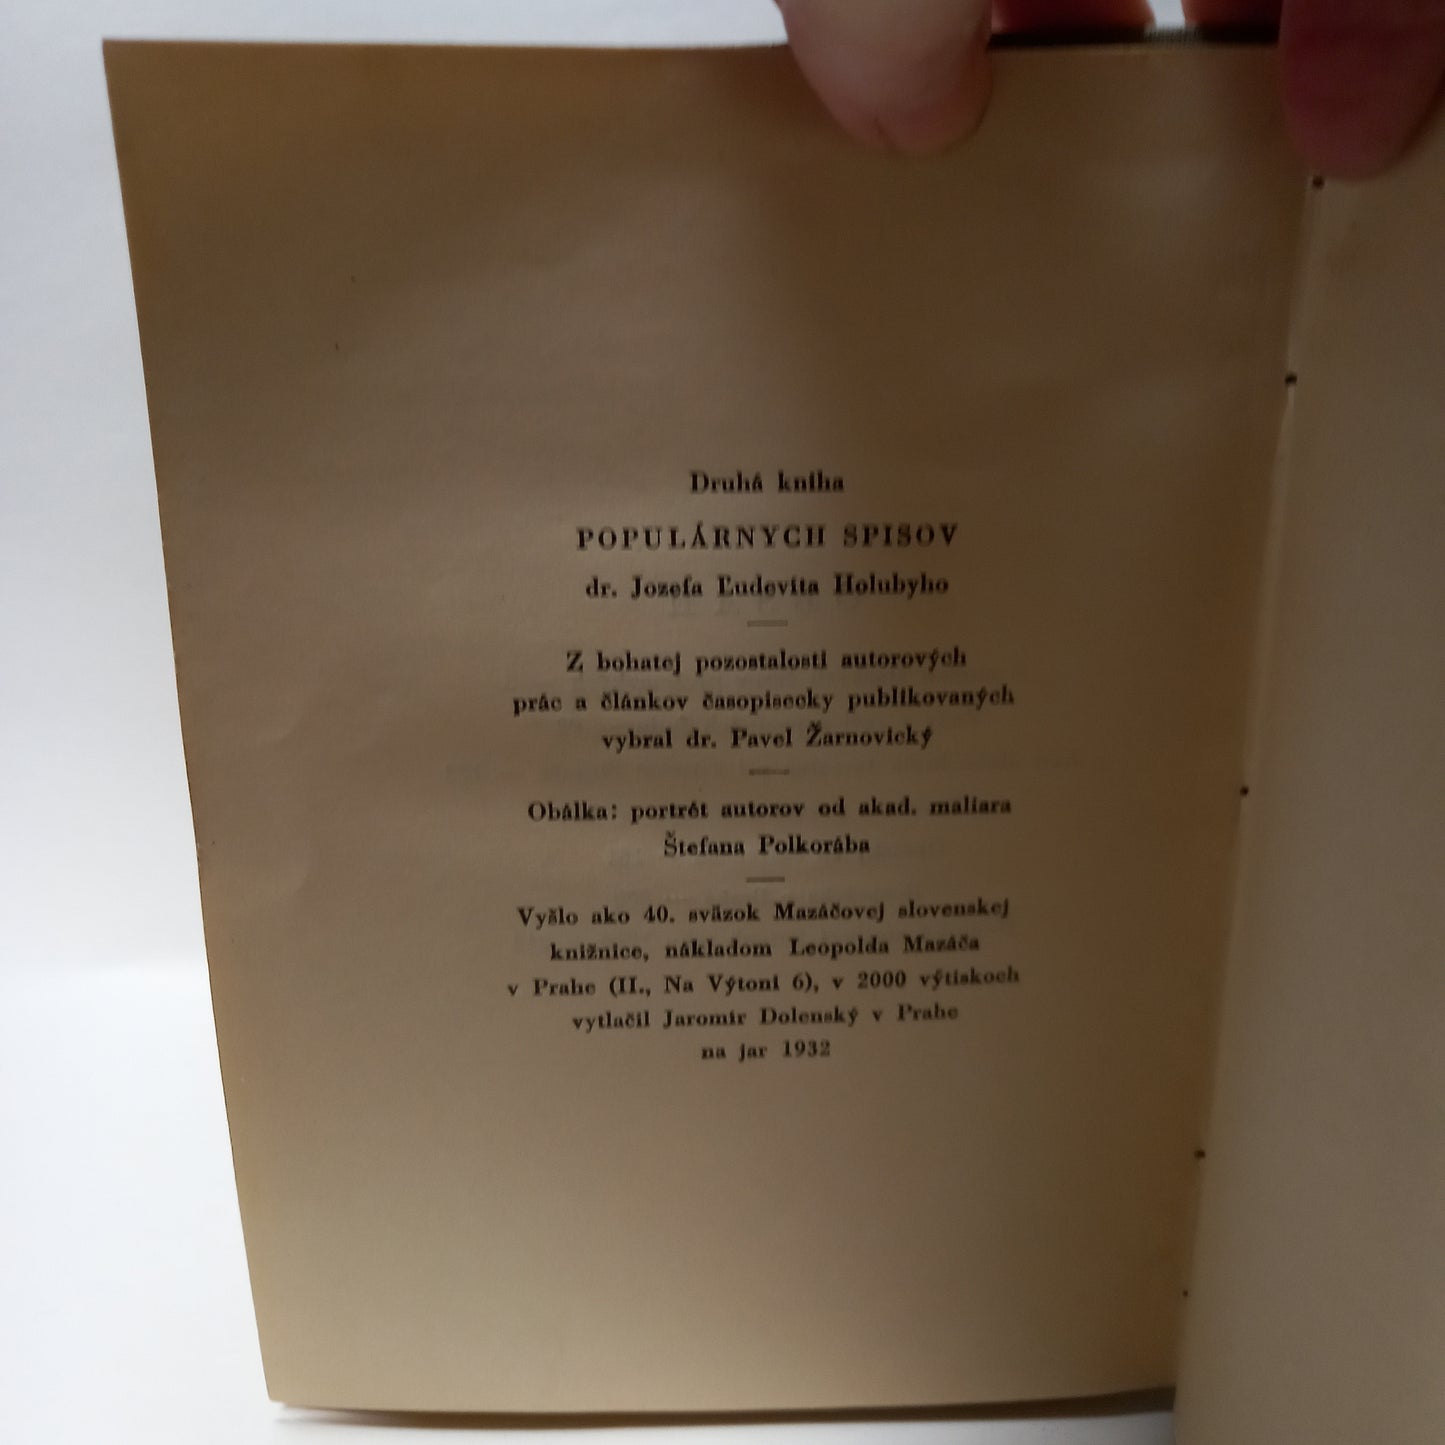 Druhá kniha
POPULÁRNYCH SPISOV
dr. Jozefa Ľudevíta Holubyho
Z bohatej pozostalosti autorových
prác a článkov časopisecky publikovaných
vybral dr. Pavel Žarnovický
Obálka: portrét autorov od akad. maliara
Štefana Polkorába
Vyšlo ako 40. sväzok Mazáčovej slovenskej
knižnice, nákladom Leopolda Mazáča
v Prahe (II., Na Výtoni 6), v 2000 výtiskoch
vytlačil Jaromír Dolenský v Prahe
na jar 1932